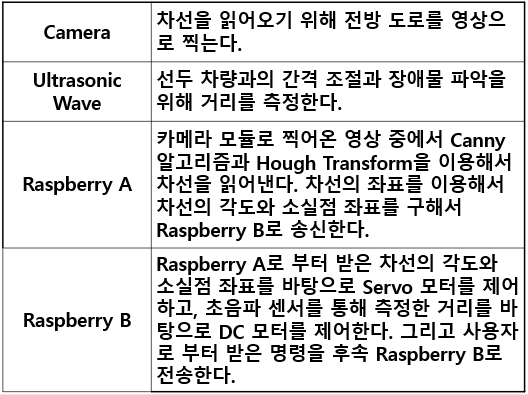 Camera
차선을 읽어오기 위해 전방 도로를 영상으
로 찍는다.
Ultrasonic
Wave
선두 차량과의 간격 조절과 장애물 파악을
위해 거리를 측정한다.
Raspberry A
카메라 모듈로 찍어온 영상 중에서 Canny
알고리즘과 Hough Transform을 이용해서
차선을 읽어낸다. 차선의 좌표를 이용해서
차선의 각도와 소실점 좌표를 구해서
Raspberry B로 송신한다.
Raspberry B
Raspberry A로 부터 받은 차선의 각도와
소실점 좌표를 바탕으로 Servo 모터를 제어
하고, 초음파 센서를 통해 측정한 거리를 바
탕으로 DC 모터를 제어한다. 그리고 사용자
로 부터 받은 명령을 후속 Raspberry B로
전송한다.